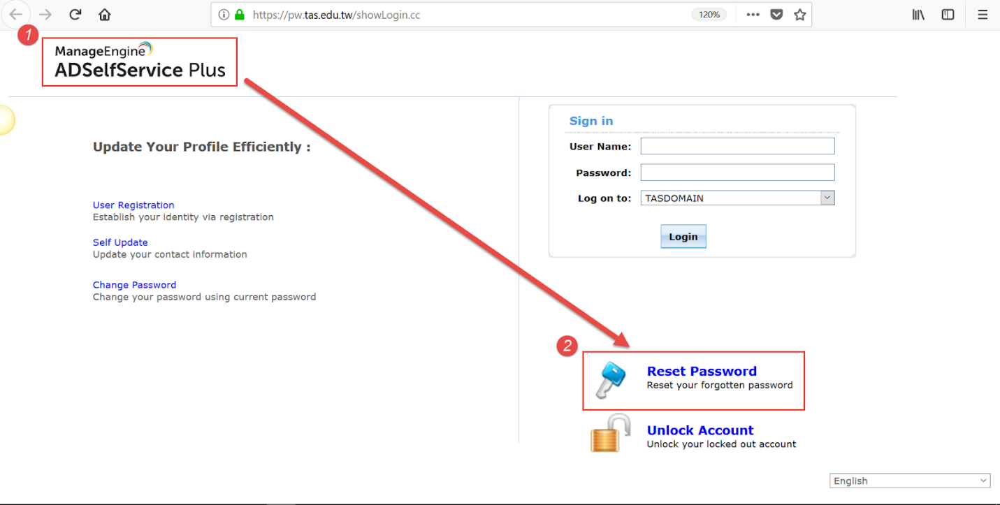 https://pw.tas.edu.tw/showLogin.cc
120%
1
ManageEngine
ADSelfService Plus
Update Your Profile Efficiently :
User Registration
Establish your identity via registration
Self Update
Update your contact information
Change Password
Change your password using current password
Sign in
User Name:
Password:
Log on to: TASDOMAIN
Login
2
Reset Password
Reset your forgotten password
Unlock Account
Unlock your locked out account
English